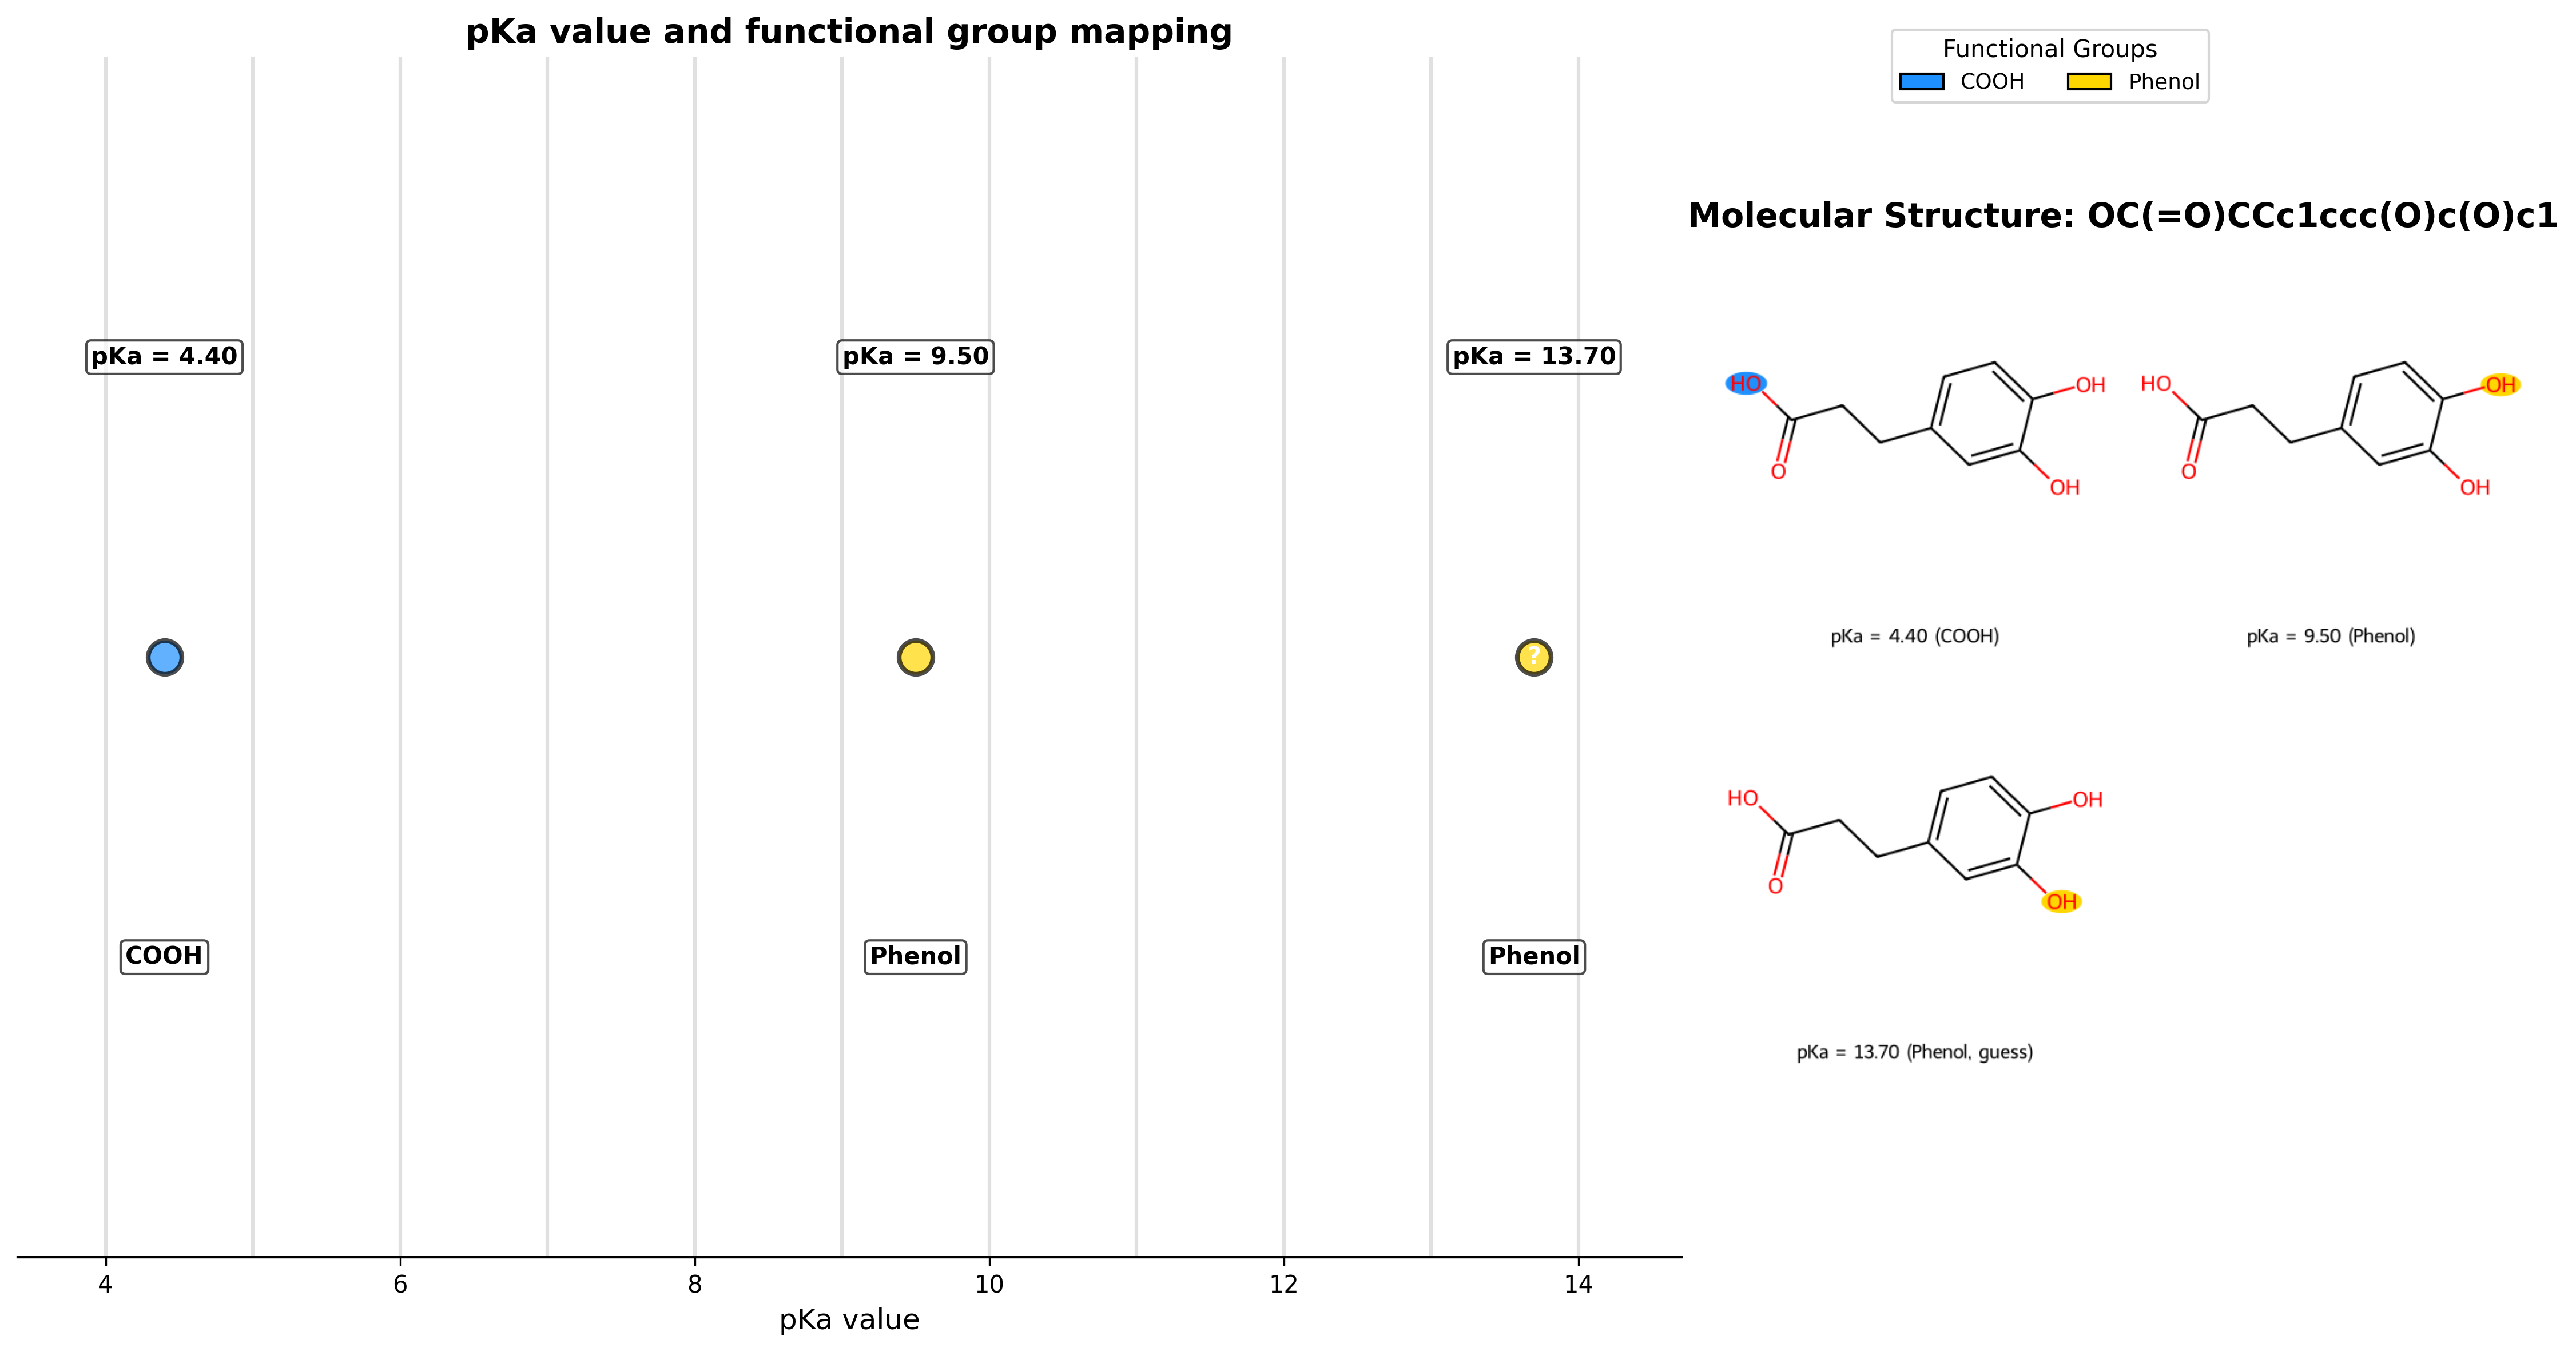 pKa value and functional group mapping
pKa = 4.40
pKa = 9.50
pKa = 13.70
?
COOH
Phenol
Phenol
4
6
8
10
12
14
pKa value
Functional Groups
COOH
Phenol
Molecular Structure: OC(=O)CCc1ccc(O)c(O)c1
HO
O
OH
OH
pKa = 4.40 (COOH)
HO
O
OH
OH
pKa = 9.50 (Phenol)
HO
O
OH
OH
pKa = 13.70 (Phenol, guess)